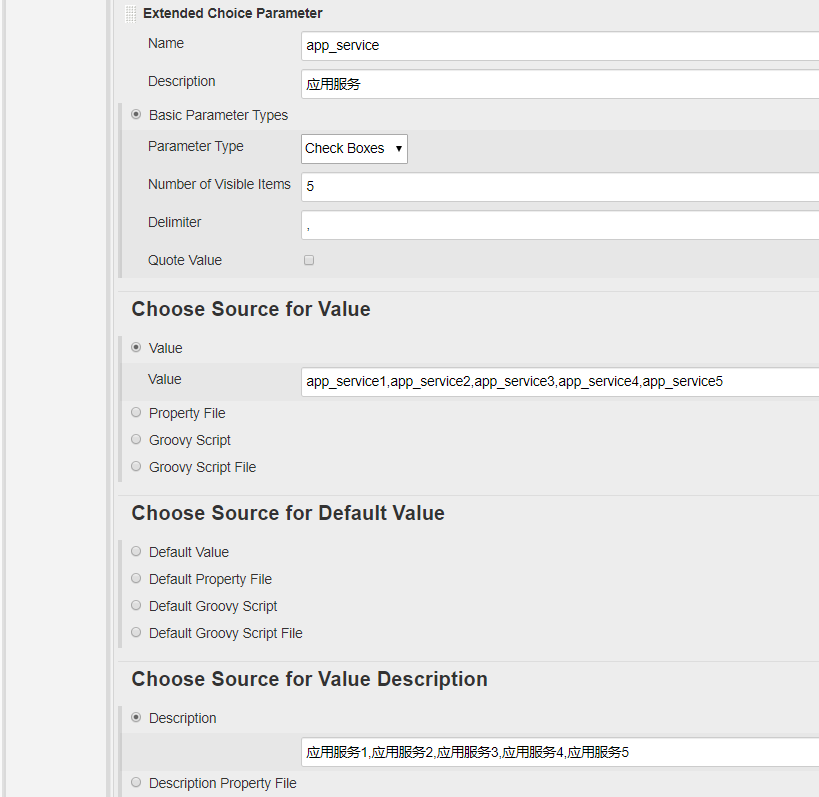 Extended Choice Parameter
Name app_service
Description 应用服务
Basic Parameter Types
Parameter Type Check Boxes
Number of Visible Items 5
Delimiter ,
Quote Value
Choose Source for Value
Value
Value app_service1,app_service2,app_service3,app_service4,app_service5
Property File
Groovy Script
Groovy Script File
Choose Source for Default Value
Default Value
Default Property File
Default Groovy Script
Default Groovy Script File
Choose Source for Value Description
Description
应用服务1,应用服务2,应用服务3,应用服务4,应用服务5
Description Property File